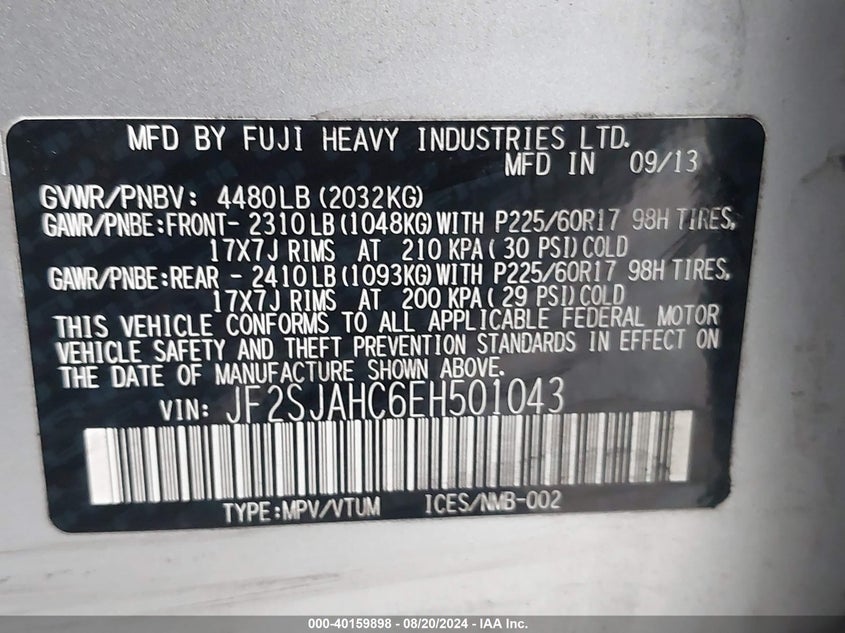 MFD BY FUJI HEAVY INDUSTRIES LTD.
MFD IN 09/13
GVWR/PNBV: 4480LB (2032KG)
GAWR/PNBE:FRONT- 2310LB (1048KG) WITH P225/60R17 98H TIRES,
17X7J RIMS AT 210 KPA ( 30 PSI) COLD
GAWR/PNBE:REAR - 2410LB (1093KG) WITH P225/60R17 98H TIRES,
17X7J RIMS AT 200 KPA ( 29 PSI) COLD
THIS VEHICLE CONFORMS TO ALL APPLICABLE FEDERAL MOTOR
VEHICLE SAFETY AND THEFT PREVENTION STANDARDS IN EFFECT ON
THE DATE OF MANUFACTURE SHOWN ABOVE.
VIN: JF2SJAHC6EH501043
TYPE:MPV/VTUM ICES/NMB-002
000-40159898 - 08/20/2024 - IAA Inc.